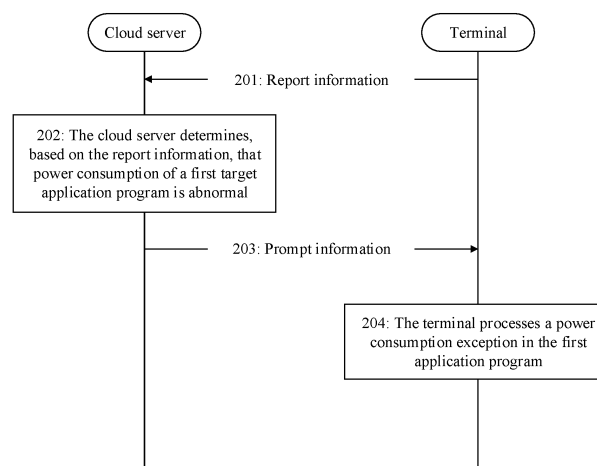 Cloud server
Terminal
201: Report information
202: The cloud server determines,
based on the report information, that
power consumption of a first target
application program is abnormal
203: Prompt information
204: The terminal processes a power
consumption exception in the first
application program